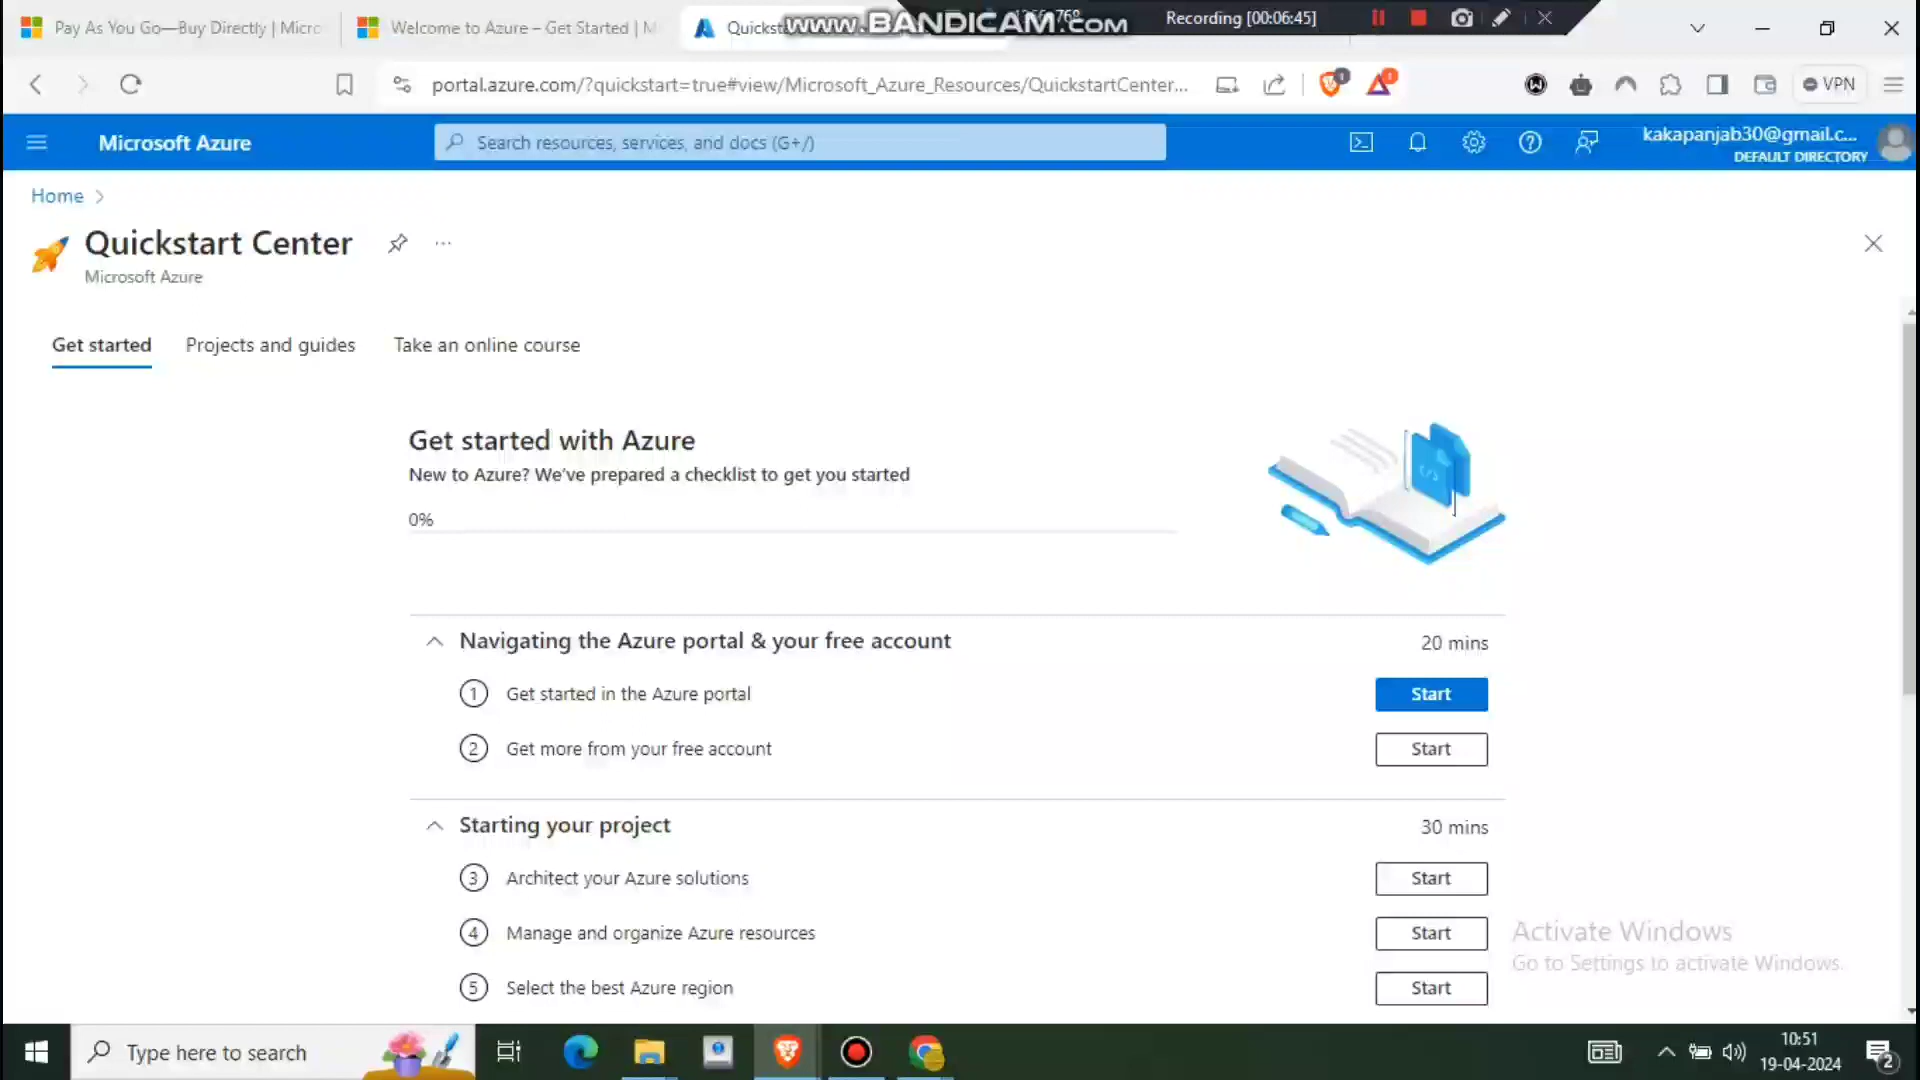 Pay As You Go—Buy Directly | Micro
Welcome to Azure – Get Started | M
Quickst
www.BANDICAM.com
Recording [00:06:45]
portal.azure.com/?quickstart=true#view/Microsoft_Azure_Resources/QuickstartCenter...
1
1
VPN
Microsoft Azure
Search resources, services, and docs (G+/)
kakapanjab30@gmail.c...
DEFAULT DIRECTORY
Home
Quickstart Center
...
Microsoft Azure
Get started
Projects and guides
Take an online course
Get started with Azure
New to Azure? We've prepared a checklist to get you started
0%
Navigating the Azure portal & your free account
20 mins
1 Get started in the Azure portal
Start
2 Get more from your free account
Start
Starting your project
30 mins
3 Architect your Azure solutions
Start
4 Manage and organize Azure resources
Start
5 Select the best Azure region
Start
Activate Windows
Go to Settings to activate Windows.
Type here to search
10:51
19-04-2024
2